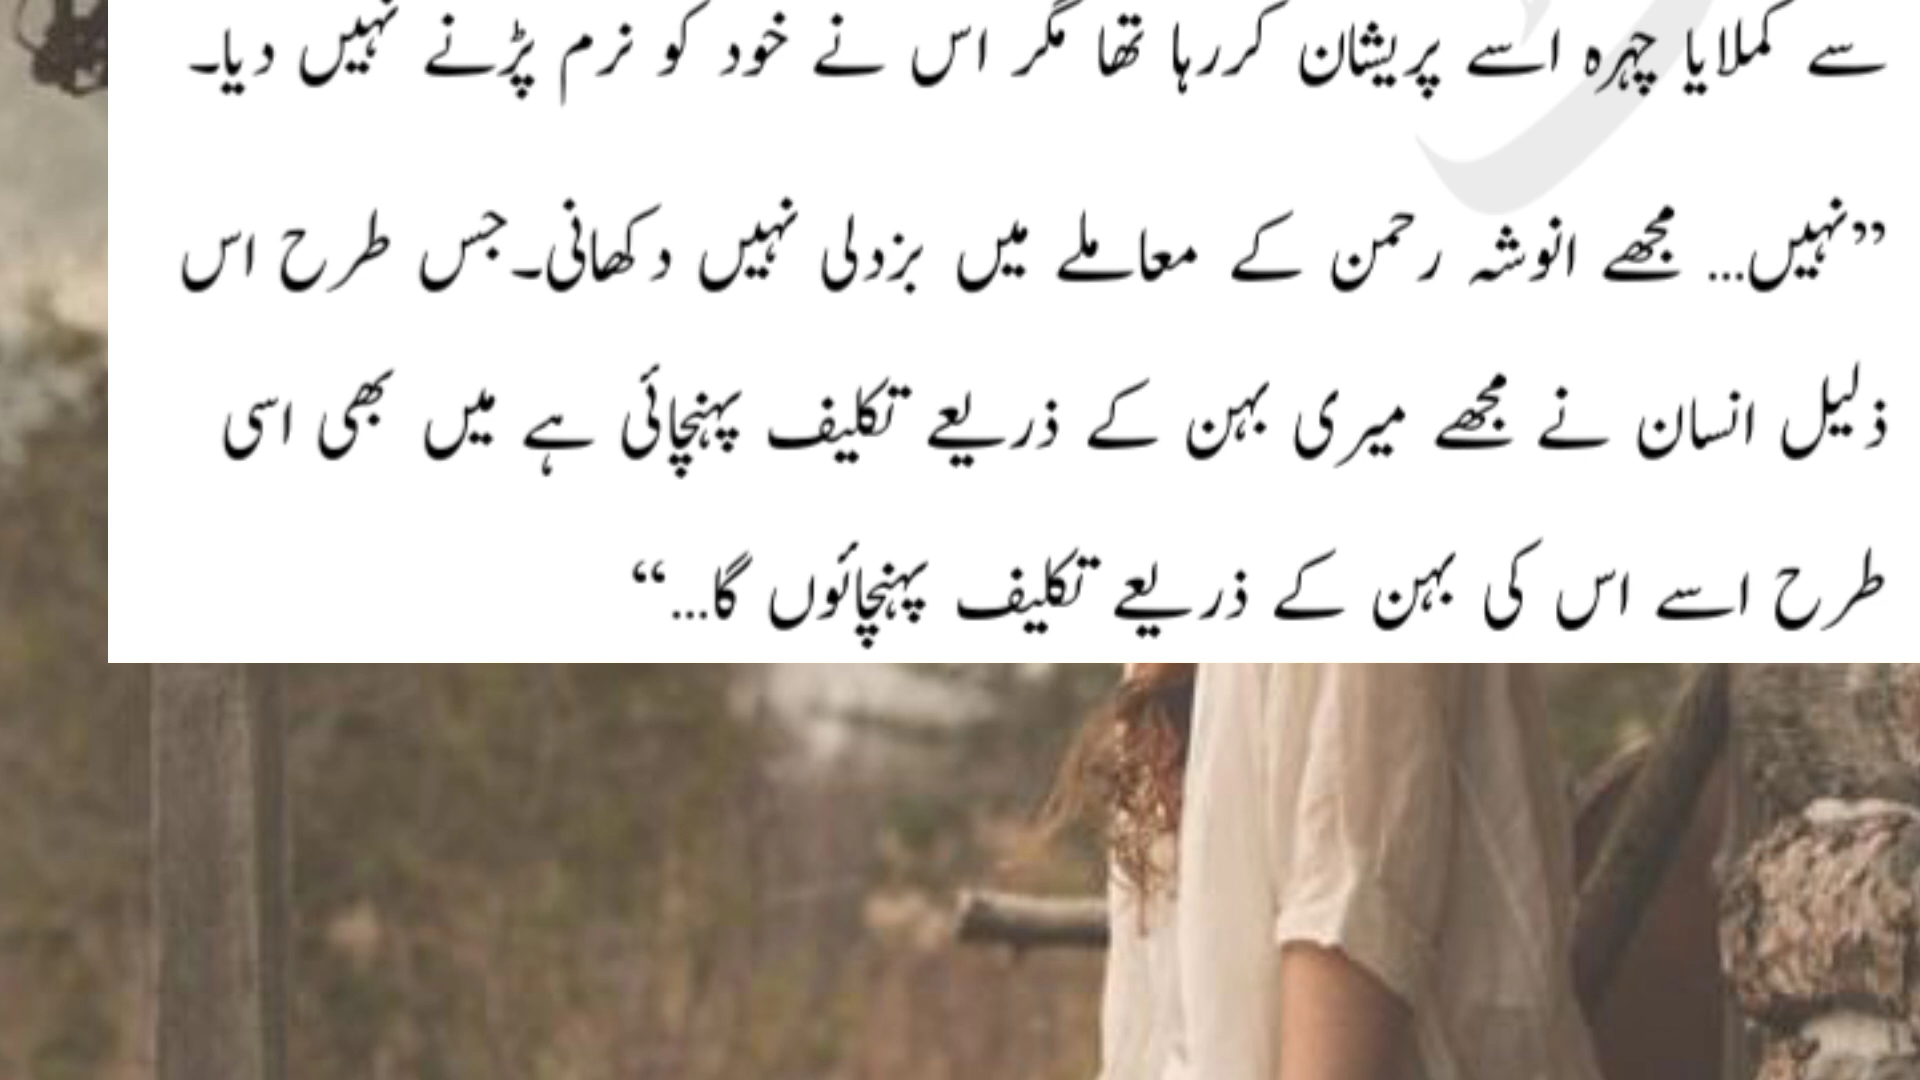 سے کملایا چہرہ اسے پریشان کررہا تھا مگر اس نے خود کو نرم پڑنے نہیں دیا۔
”نہیں... مجھے انوشہ رحمن کے معاملے میں بزدلی نہیں دکھانی۔جس طرح اس
ذلیل انسان نے مجھے میری بہن کے ذریعے تکلیف پہنچائی ہے میں بھی اسی
طرح اسے اس کی بہن کے ذریعے تکلیف پہنچائوں گا...“